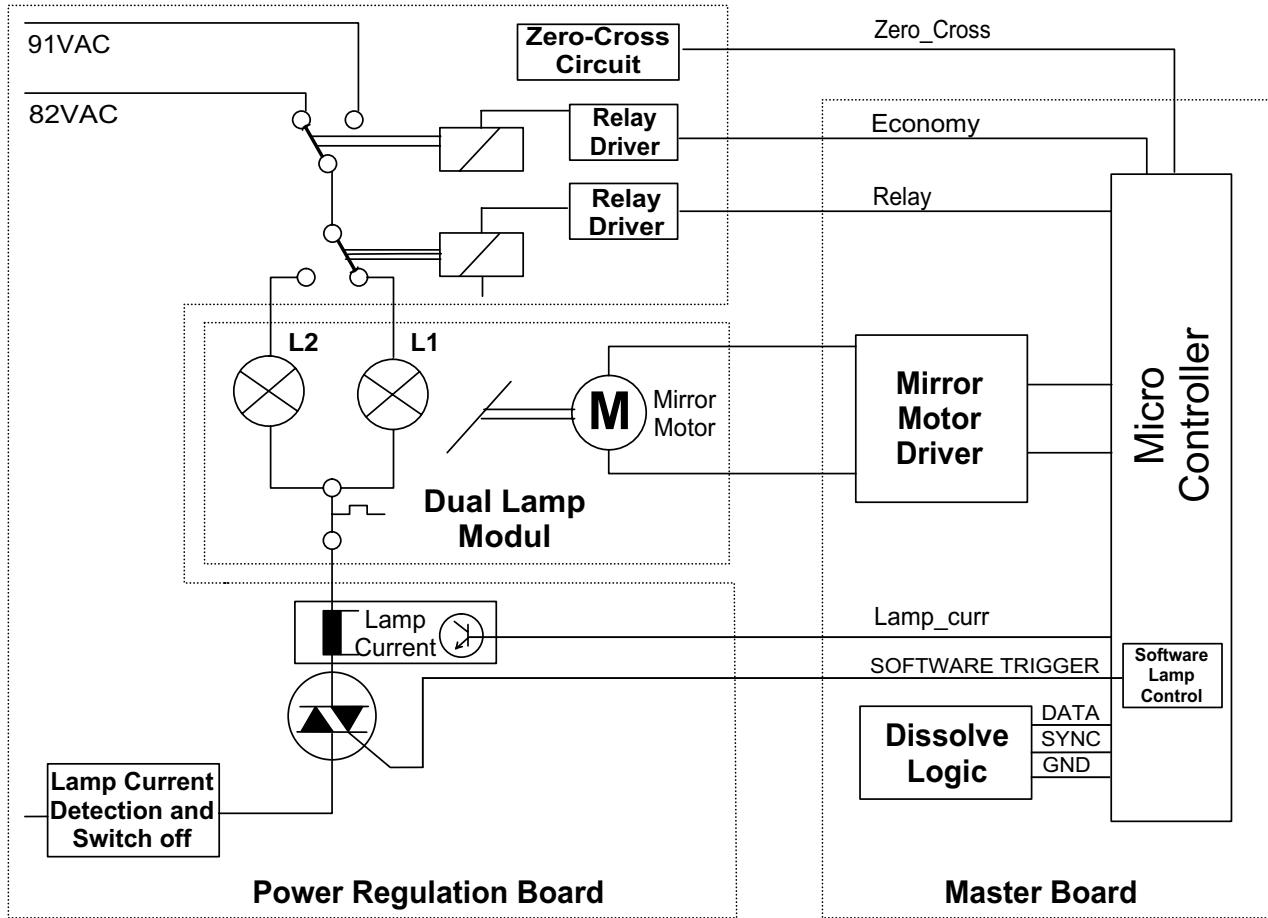 91VAC
82VAC
Zero-Cross
Circuit
Zero_Cross
Relay
Driver
Economy
Relay
Driver
Relay
L2
L1
M
Mirror
Motor
Mirror
Motor
Driver
Micro
Controller
Dual Lamp
Modul
Lamp
Current
Lamp_curr
SOFTWARE TRIGGER
Software
Lamp
Control
Dissolve
Logic
DATA
SYNC
GND
Lamp Current
Detection and
Switch off
Power Regulation Board
Master Board